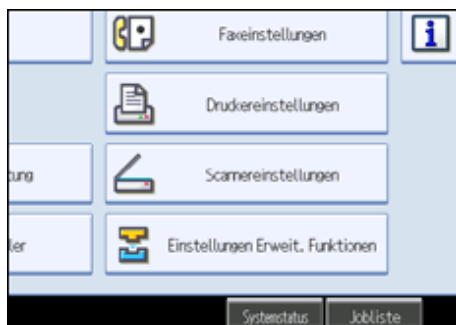 Faxeinstellungen
Druckereinstellungen
tung
Scannereinstellungen
ler
Einstellungen Erweit. Funktionen
Systemstatus
Jobliste